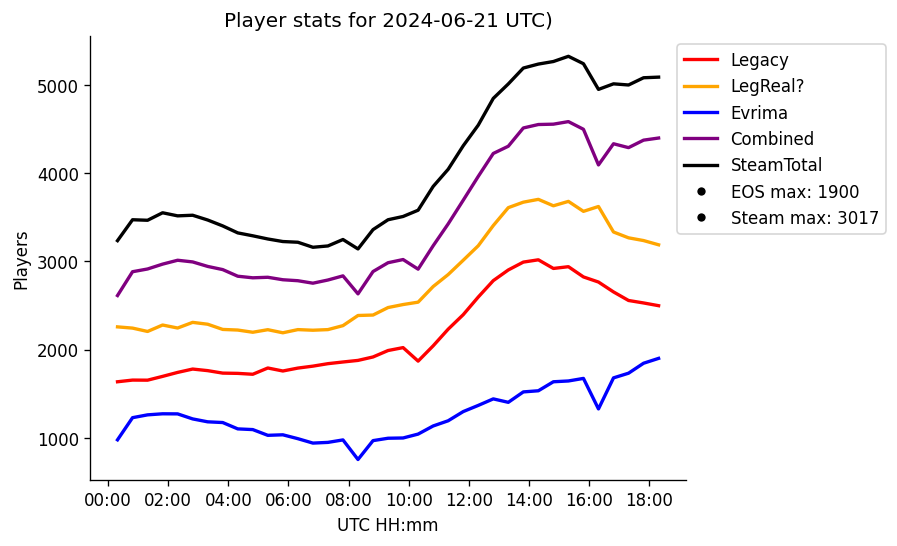 Player stats for 2024-06-21 UTC)
Players
5000
4000
3000
2000
1000
00:00 02:00 04:00 06:00 08:00 10:00 12:00 14:00 16:00 18:00
UTC HH:mm
Legacy
LegReal?
Evrima
Combined
SteamTotal
EOS max: 1900
Steam max: 3017